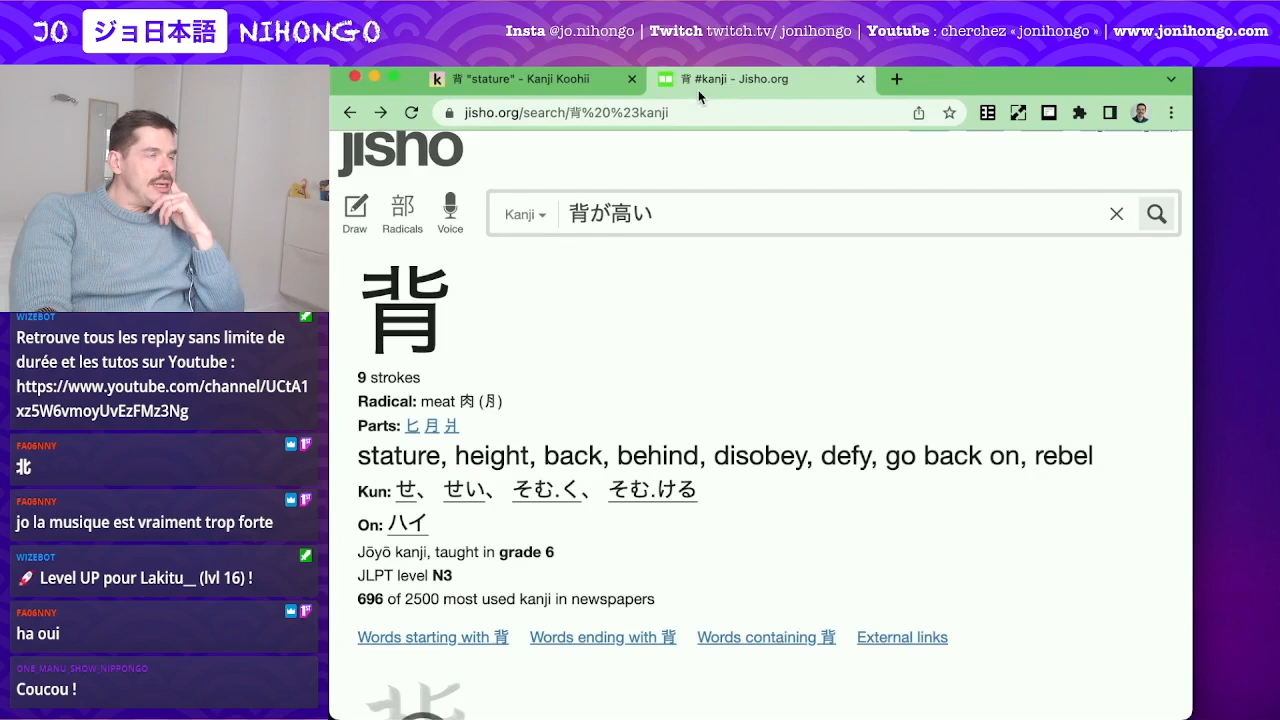 JO ジョ日本語 NIHONGO
Insta @jo.nihongo | Twitch twitch.tv/ jonihongo | Youtube : cherchez « jonihongo » | www.jonihongo.com
k 背 "stature" - Kanji Koohii
背 #kanji - Jisho.org
jisho.org/search/背%20%23kanji
jisho
Draw
部 Radicals
Voice
Kanji
背が高い
背
9 strokes
Radical: meat 肉 (⺼)
Parts: 匕 月 爿
stature, height, back, behind, disobey, defy, go back on, rebel
Kun: せ、 せい、 そむ.く、 そむ.ける
On: ハイ
Jōyō kanji, taught in grade 6
JLPT level N3
696 of 2500 most used kanji in newspapers
Words starting with 背
Words ending with 背
Words containing 背
External links
背
WIZEBOT
Retrouve tous les replay sans limite de
durée et les tutos sur Youtube :
https://www.youtube.com/channel/UCtA1
xz5W6vmoyUvEzFMz3Ng
FA06NNY
北
FA06NNY
jo la musique est vraiment trop forte
WIZEBOT
🚀 Level UP pour Lakitu__ (lvl 16) !
FA06NNY
ha oui
ONE_MANU_SHOW_NIPPONGO
Coucou !